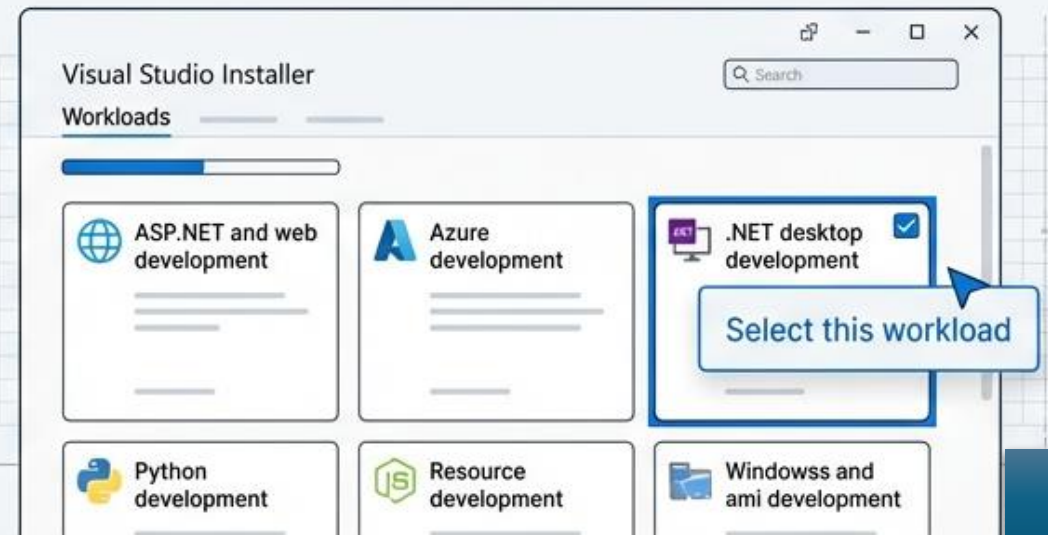 Visual Studio Installer
Search
Workloads
ASP.NET and web
development
Azure
development
.NET desktop
development
Select this workload
Python
development
Resource
development
Windowss and
ami development